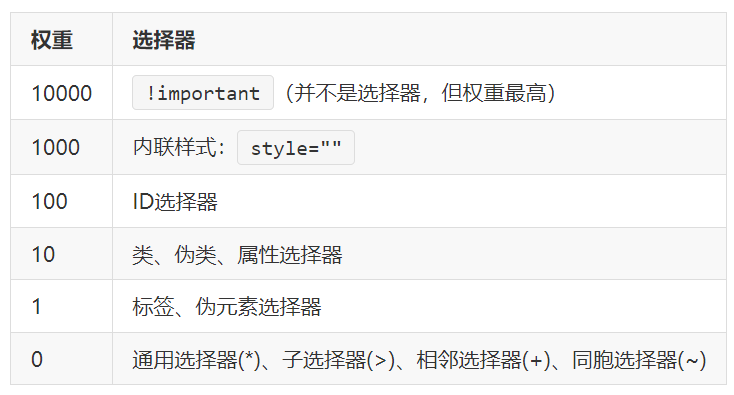 权重 选择器
10000 !important（并不是选择器，但权重最高）
1000 内联样式：style=""
100 ID选择器
10 类、伪类、属性选择器
1 标签、伪元素选择器
0 通用选择器(*)、子选择器(>)、相邻选择器(+)、同胞选择器(~)